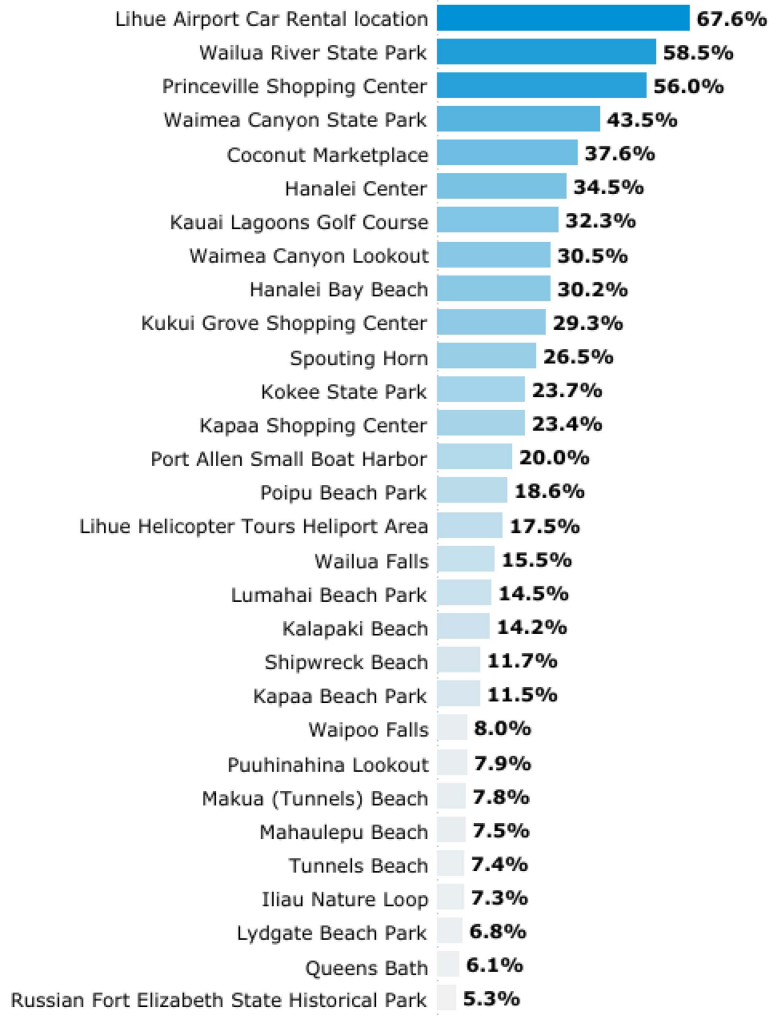 Lihue Airport Car Rental location 67.6%
Wailua River State Park 58.5%
Princeville Shopping Center 56.0%
Waimea Canyon State Park 43.5%
Coconut Marketplace 37.6%
Hanalei Center 34.5%
Kauai Lagoons Golf Course 32.3%
Waimea Canyon Lookout 30.5%
Hanalei Bay Beach 30.2%
Kukui Grove Shopping Center 29.3%
Spouting Horn 26.5%
Kokee State Park 23.7%
Kapaa Shopping Center 23.4%
Port Allen Small Boat Harbor 20.0%
Poipu Beach Park 18.6%
Lihue Helicopter Tours Heliport Area 17.5%
Wailua Falls 15.5%
Lumahai Beach Park 14.5%
Kalapaki Beach 14.2%
Shipwreck Beach 11.7%
Kapaa Beach Park 11.5%
Waipoo Falls 8.0%
Puuhinahina Lookout 7.9%
Makua (Tunnels) Beach 7.8%
Mahaulepu Beach 7.5%
Tunnels Beach 7.4%
Iliau Nature Loop 7.3%
Lydgate Beach Park 6.8%
Queens Bath 6.1%
Russian Fort Elizabeth State Historical Park 5.3%